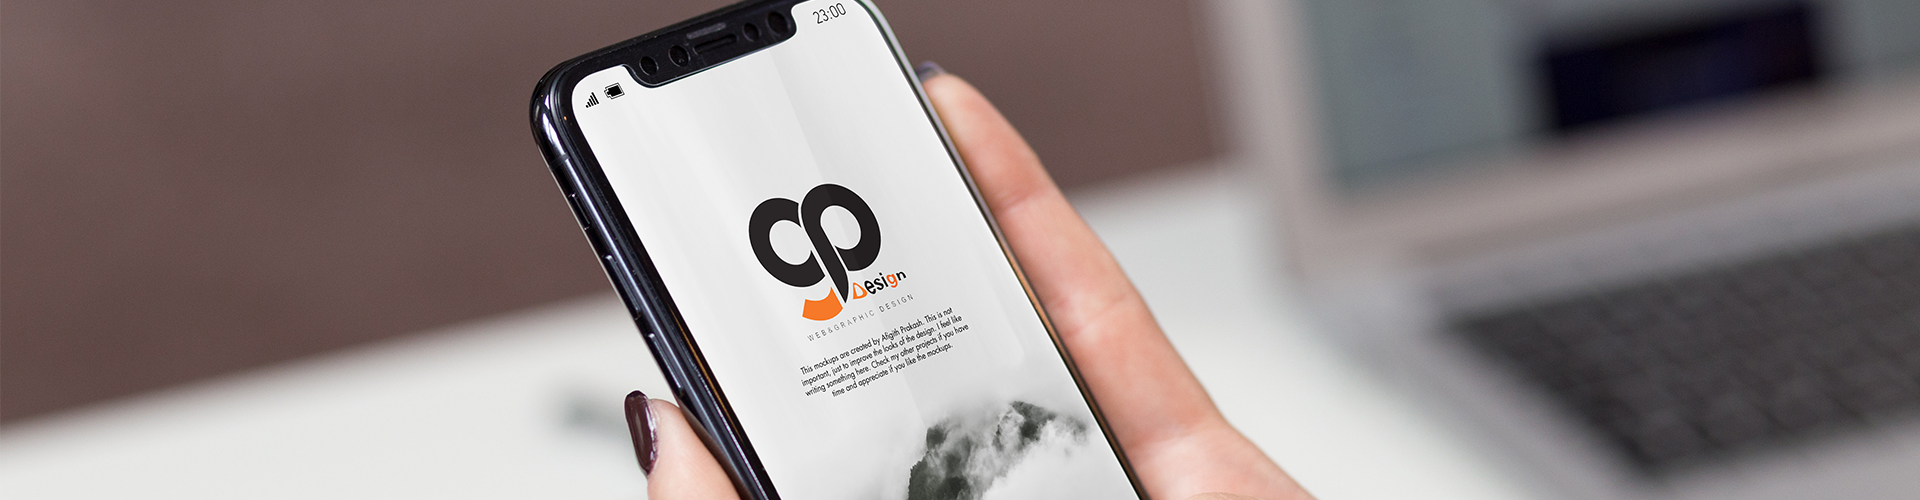 23:00
gp
Design
WEB&GRAPHIC DESIGN
This mockups are created by Afigith Prakash. This is not
important, just to improve the looks of the design. I feel like
writing something here. Check my other projects if you have
time and appreciate if you like the mockups.